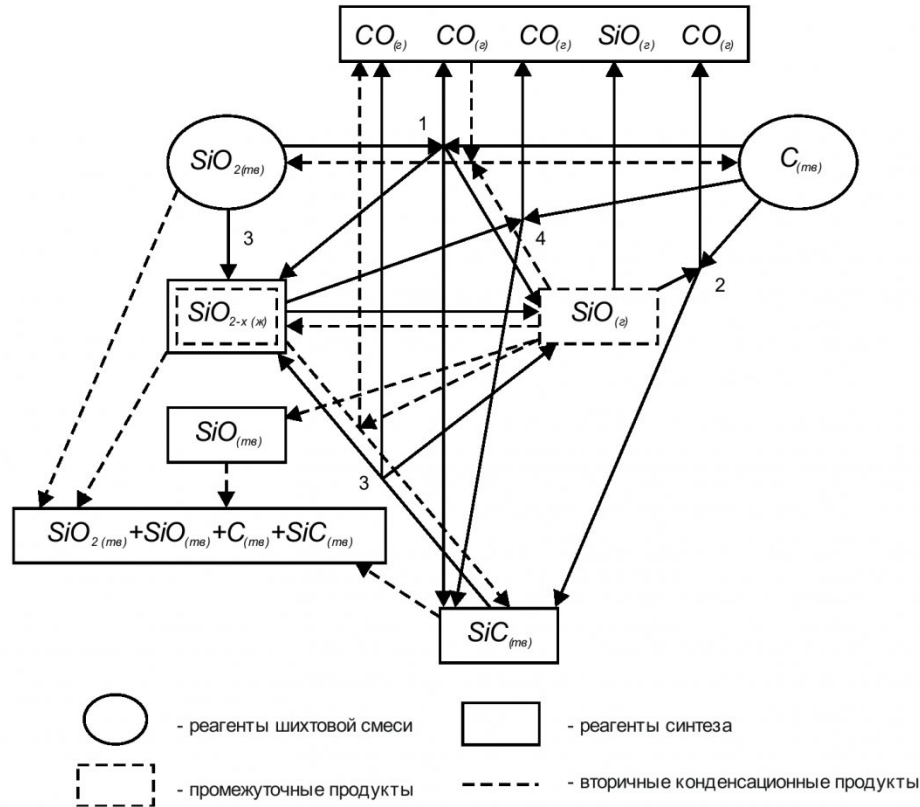 CO(г) CO(г) CO(г) SiO(г) CO(г)
1
SiO2(тв)
C(тв)
3
4
2
SiO2-x (ж)
SiO(г)
SiO(тв)
3
SiO2 (тв)+SiO(тв)+C(тв)+SiC(тв)
SiC(тв)
- реагенты шихтовой смеси
- реагенты синтеза
- промежуточные продукты
- вторичные конденсационные продукты